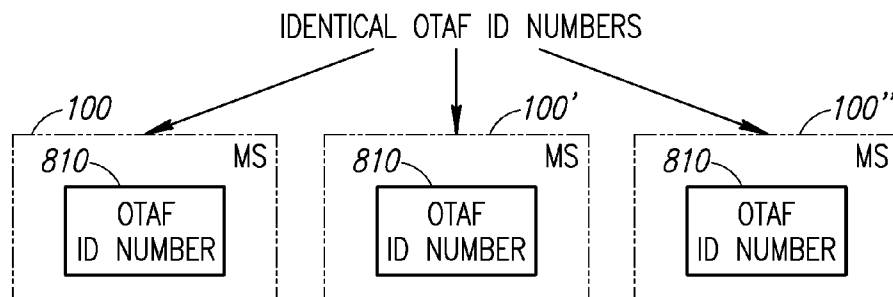 IDENTICAL OTAF ID NUMBERS
100 100' 100"
810 MS 810 MS 810 MS
OTAF OTAF OTAF
ID NUMBER ID NUMBER ID NUMBER